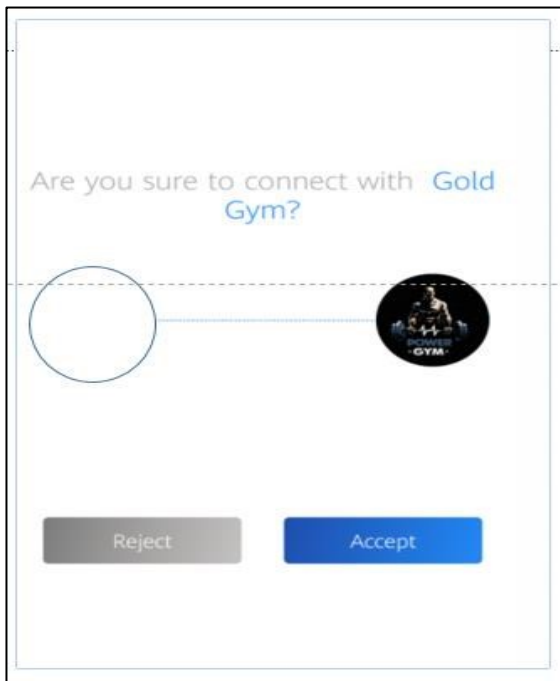 Are you sure to connect with Gold
Gym?
POWER
GYM
Reject Accept